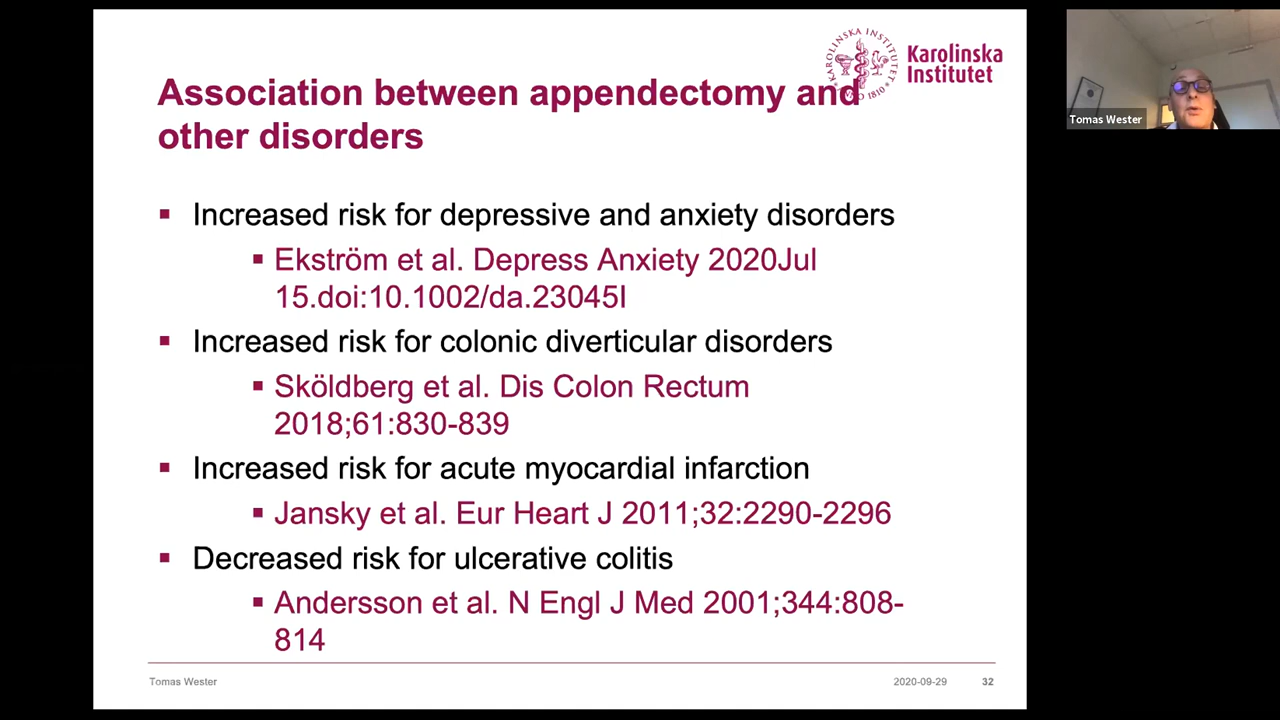 Karolinska
Institutet
KAROLINSKA INSTITUTET
ANNO 1810
Association between appendectomy and
other disorders
Increased risk for depressive and anxiety disorders
Ekström et al. Depress Anxiety 2020Jul
15.doi:10.1002/da.23045I
Increased risk for colonic diverticular disorders
Sköldberg et al. Dis Colon Rectum
2018;61:830-839
Increased risk for acute myocardial infarction
Jansky et al. Eur Heart J 2011;32:2290-2296
Decreased risk for ulcerative colitis
Andersson et al. N Engl J Med 2001;344:808-
814
Tomas Wester
2020-09-29
32
Tomas Wester